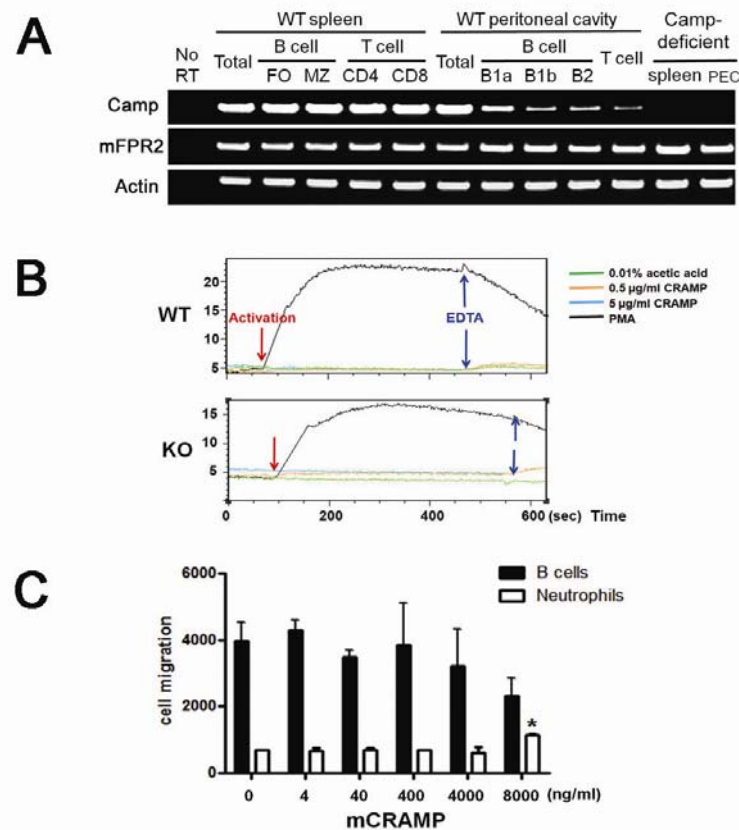 A
WT spleen WT peritoneal cavity Camp-deficient
No RT Total B cell T cell Total B cell T cell spleen PEC
FO MZ CD4 CD8 B1a B1b B2
Camp
mFPR2
Actin
B
WT
20
15
10
5
Activation
EDTA
0.01% acetic acid
0.5 µg/ml CRAMP
5 µg/ml CRAMP
PMA
KO
15
10
5
0 200 400 600 (sec) Time
C
B cells
Neutrophils
cell migration
6000
4000
2000
0
*
0 4 40 400 4000 8000 (ng/ml)
mCRAMP